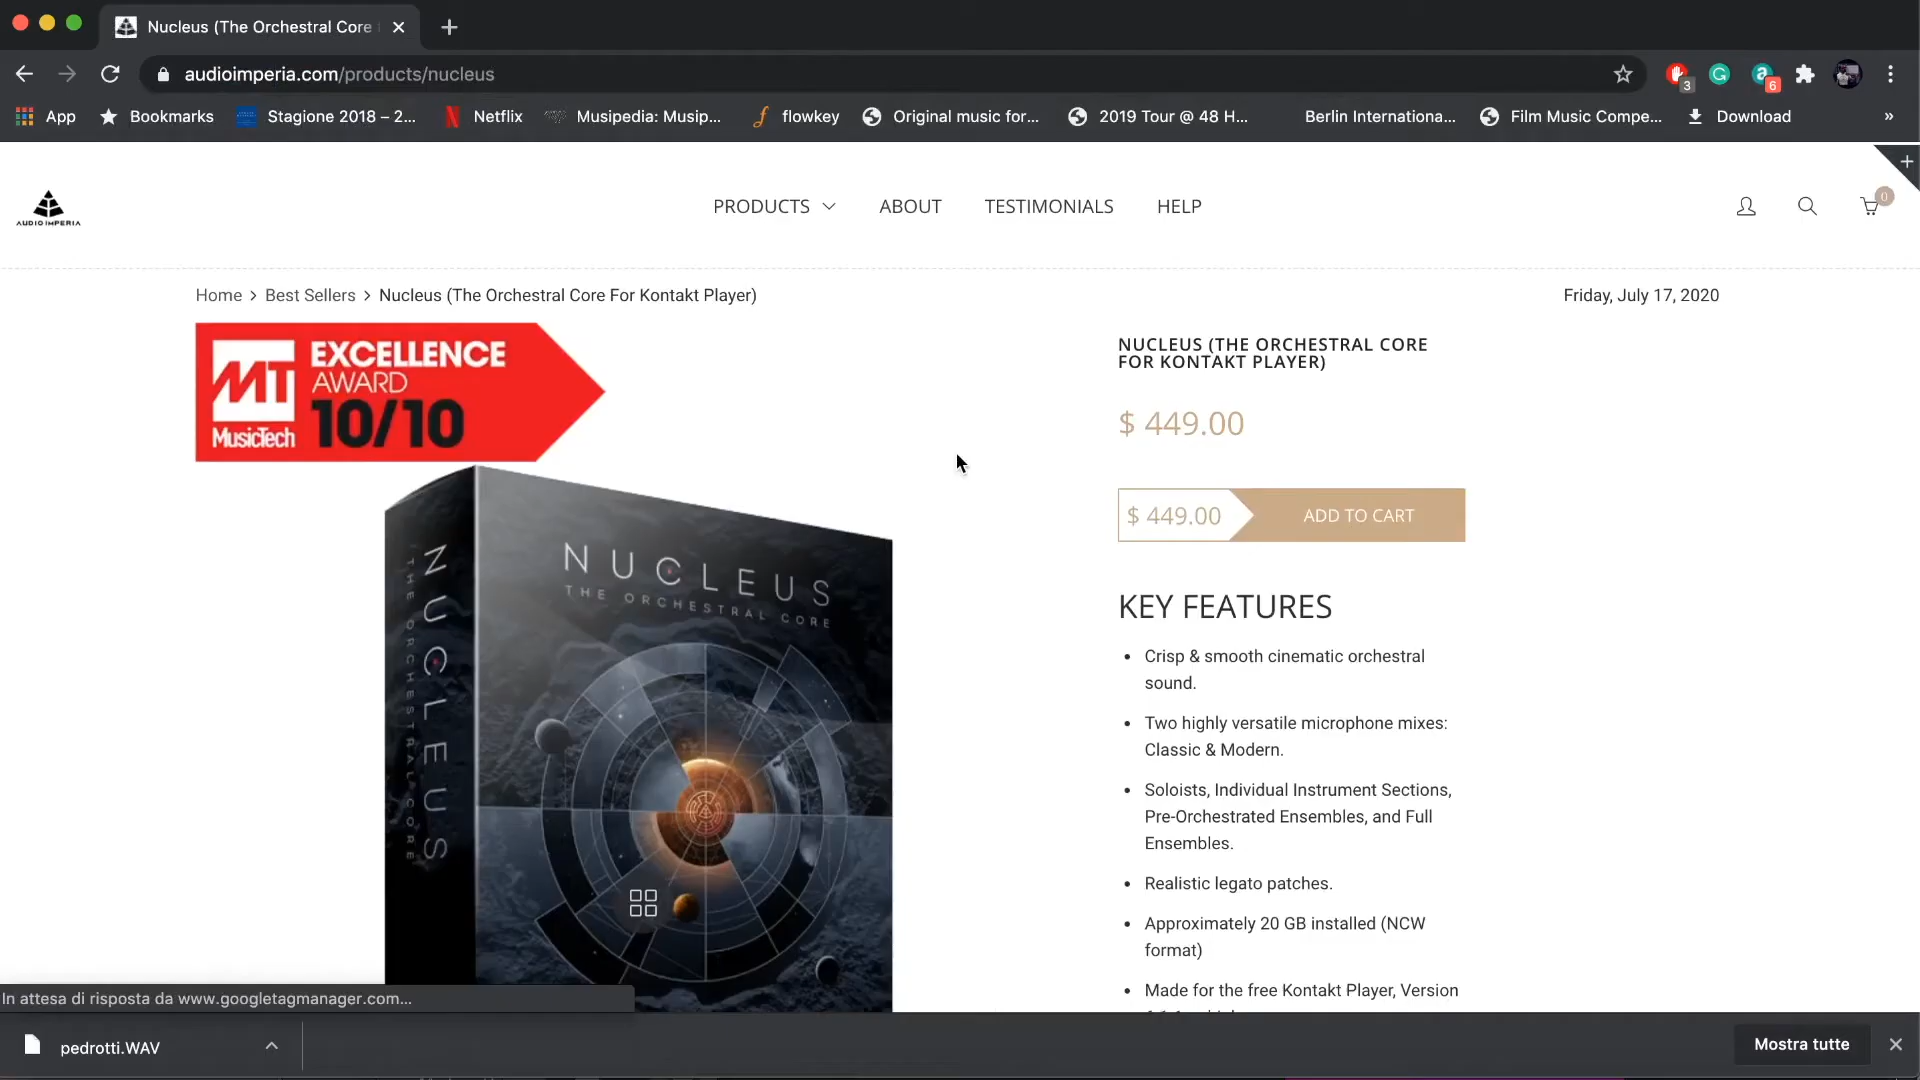 Nucleus (The Orchestral Core
audioimperia.com/products/nucleus
3
6
App
Bookmarks
Stagione 2018 – 2...
Netflix
Musipedia: Musip...
flowkey
Original music for...
2019 Tour @ 48 H...
Berlin Internationa...
Film Music Compe...
Download
»
AUDIO IMPERIA
PRODUCTS
ABOUT
TESTIMONIALS
HELP
0
Home > Best Sellers > Nucleus (The Orchestral Core For Kontakt Player)
Friday, July 17, 2020
MT
MusicTech
EXCELLENCE
AWARD
10/10
NUCLEUS
THE ORCHESTRAL CORE
NUCLEUS
THE ORCHESTRAL CORE
NUCLEUS (THE ORCHESTRAL CORE
FOR KONTAKT PLAYER)
$ 449.00
$ 449.00
ADD TO CART
KEY FEATURES
• Crisp & smooth cinematic orchestral
sound.
• Two highly versatile microphone mixes:
Classic & Modern.
• Soloists, Individual Instrument Sections,
Pre-Orchestrated Ensembles, and Full
Ensembles.
• Realistic legato patches.
• Approximately 20 GB installed (NCW
format)
• Made for the free Kontakt Player, Version
In attesa di risposta da www.googletagmanager.com...
pedrotti.WAV
Mostra tutte